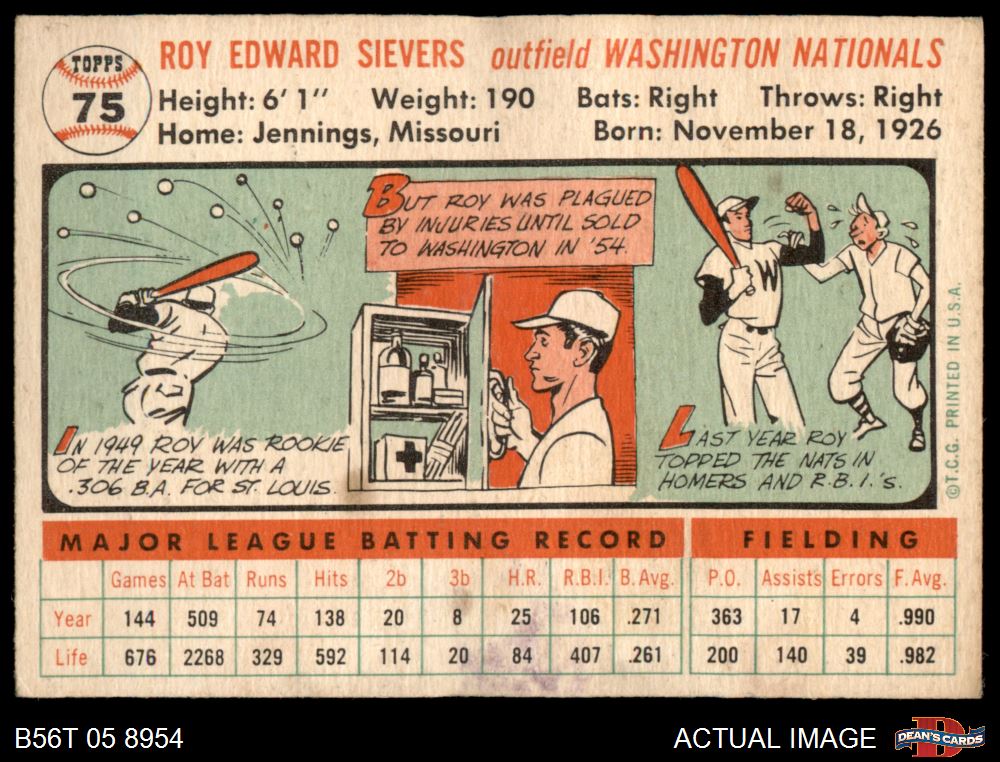 TOPPS
75
ROY EDWARD SIEVERS outfield WASHINGTON NATIONALS
Height: 6' 1" Weight: 190 Bats: Right Throws: Right
Home: Jennings, Missouri Born: November 18, 1926
IN 1949 ROY WAS ROOKIE
OF THE YEAR WITH A
.306 B.A. FOR ST. LOUIS.
BUT ROY WAS PLAGUED
BY INJURIES UNTIL SOLD
TO WASHINGTON IN '54.
W
LAST YEAR ROY
TOPPED THE NATS IN
HOMERS AND R.B.I.'s.
©T.C.G. PRINTED IN U.S.A.
MAJOR LEAGUE BATTING RECORD FIELDING
Games At Bat Runs Hits 2b 3b H.R. R.B.I. B. Avg. P.O. Assists Errors F. Avg.
Year 144 509 74 138 20 8 25 106 .271 363 17 4 .990
Life 676 2268 329 592 114 20 84 407 .261 200 140 39 .982
B56T 05 8954 ACTUAL IMAGE DEAN'S CARDS